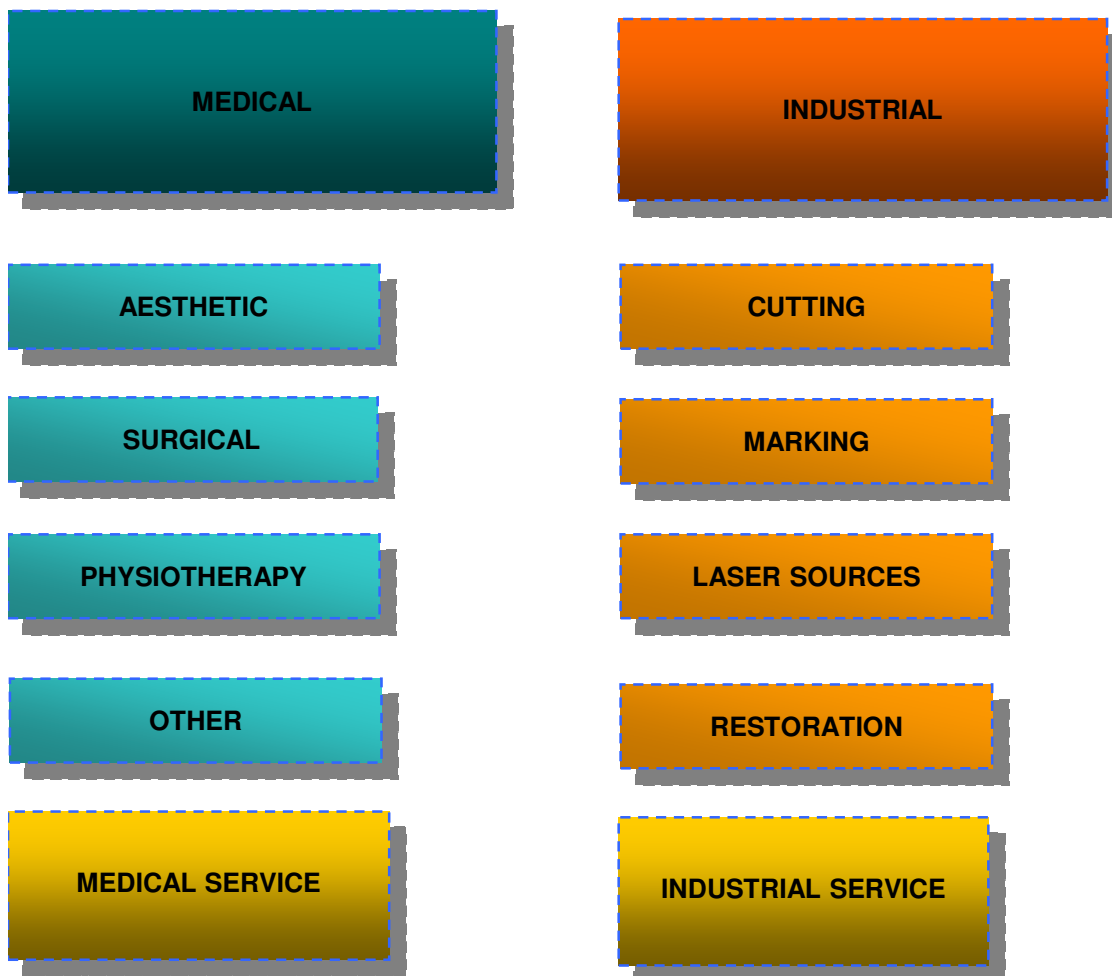 MEDICAL
INDUSTRIAL
AESTHETIC
CUTTING
SURGICAL
MARKING
PHYSIOTHERAPY
LASER SOURCES
OTHER
RESTORATION
MEDICAL SERVICE
INDUSTRIAL SERVICE